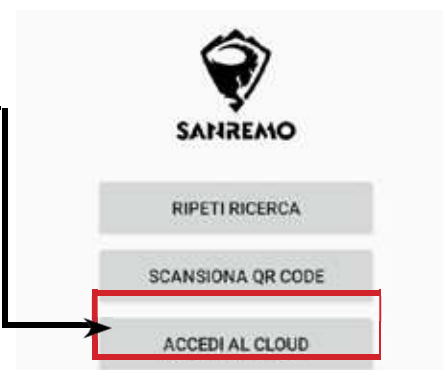 SANREMO
RIPETI RICERCA
SCANSIONA QR CODE
ACCEDI AL CLOUD